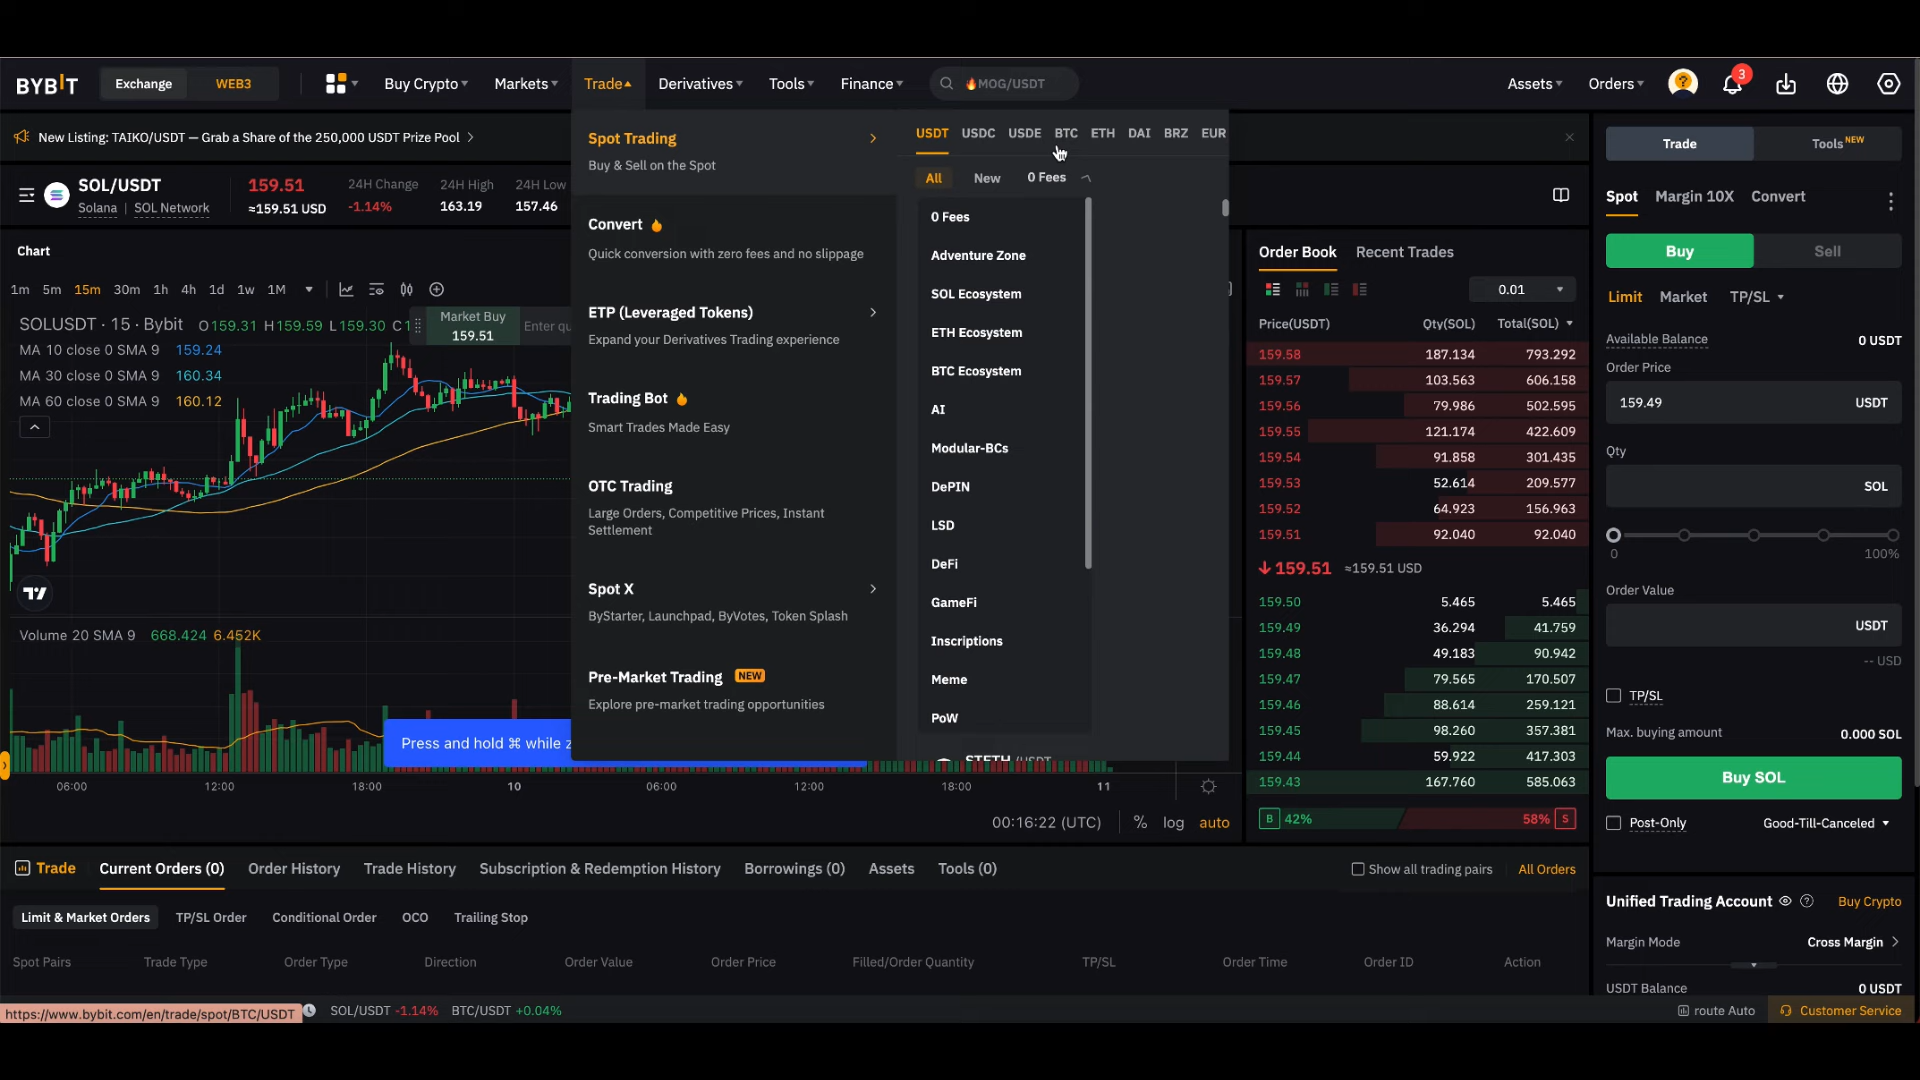 BYBIT Exchange WEB3 Buy Crypto Markets Trade Derivatives Tools Finance MOG/USDT Assets Orders 3
New Listing: TAIKO/USDT — Grab a Share of the 250,000 USDT Prize Pool
SOL/USDT
Solana | SOL Network
159.51
≈159.51 USD
24H Change
-1.14%
24H High
163.19
24H Low
157.46
Chart
1m 5m 15m 30m 1h 4h 1d 1w 1M
SOLUSDT · 15 · Bybit O159.31 H159.59 L159.30
Market Buy
159.51
MA 10 close 0 SMA 9 159.24
MA 30 close 0 SMA 9 160.34
MA 60 close 0 SMA 9 160.12
Volume 20 SMA 9 668.424 6.452K
Press and hold ⌘ while
06:00 12:00 18:00 10 06:00 12:00 18:00 11
00:16:22 (UTC) % log auto
Spot Trading
Buy & Sell on the Spot
Convert
Quick conversion with zero fees and no slippage
ETP (Leveraged Tokens)
Expand your Derivatives Trading experience
Trading Bot
Smart Trades Made Easy
OTC Trading
Large Orders, Competitive Prices, Instant
Settlement
Spot X
ByStarter, Launchpad, ByVotes, Token Splash
Pre-Market Trading NEW
Explore pre-market trading opportunities
USDT USDC USDE BTC ETH DAI BRZ EUR
All New 0 Fees
0 Fees
Adventure Zone
SOL Ecosystem
ETH Ecosystem
BTC Ecosystem
AI
Modular-BCs
DePIN
LSD
DeFi
GameFi
Inscriptions
Meme
PoW
STETH /USDT
Order Book Recent Trades
0.01
Price(USDT) Qty(SOL) Total(SOL)
159.58 187.134 793.292
159.57 103.563 606.158
159.56 79.986 502.595
159.55 121.174 422.609
159.54 91.858 301.435
159.53 52.614 209.577
159.52 64.923 156.963
159.51 92.040 92.040
159.51 ≈159.51 USD
159.50 5.465 5.465
159.49 36.294 41.759
159.48 49.183 90.942
159.47 79.565 170.507
159.46 88.614 259.121
159.45 98.260 357.381
159.44 59.922 417.303
159.43 167.760 585.063
B 42% 58% S
Trade Tools NEW
Spot Margin 10X Convert
Buy Sell
Limit Market TP/SL
Available Balance 0 USDT
Order Price
159.49 USDT
Qty
SOL
0 100%
Order Value
USDT
-- USD
TP/SL
Max. buying amount 0.000 SOL
Buy SOL
Post-Only Good-Till-Canceled
Unified Trading Account Buy Crypto
Margin Mode Cross Margin
USDT Balance 0 USDT
Trade Current Orders (0) Order History Trade History Subscription & Redemption History Borrowings (0) Assets Tools (0) Show all trading pairs All Orders
Limit & Market Orders TP/SL Order Conditional Order OCO Trailing Stop
Spot Pairs Trade Type Order Type Direction Order Value Order Price Filled/Order Quantity TP/SL Order Time Order ID Action
https://www.bybit.com/en/trade/spot/BTC/USDT SOL/USDT -1.14% BTC/USDT +0.04% route Auto Customer Service